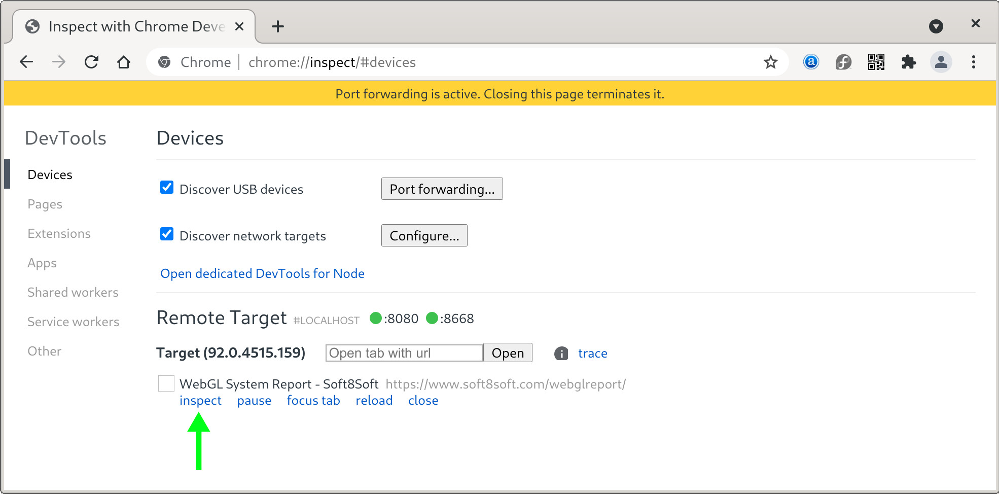 Inspect with Chrome Deve
Chrome chrome://inspect/#devices
Port forwarding is active. Closing this page terminates it.
DevTools
Devices
Pages
Extensions
Apps
Shared workers
Service workers
Other
Devices
Discover USB devices Port forwarding...
Discover network targets Configure...
Open dedicated DevTools for Node
Remote Target #LOCALHOST :8080 :8668
Target (92.0.4515.159) Open tab with url Open trace
WebGL System Report - Soft8Soft https://www.soft8soft.com/webglreport/
inspect pause focus tab reload close